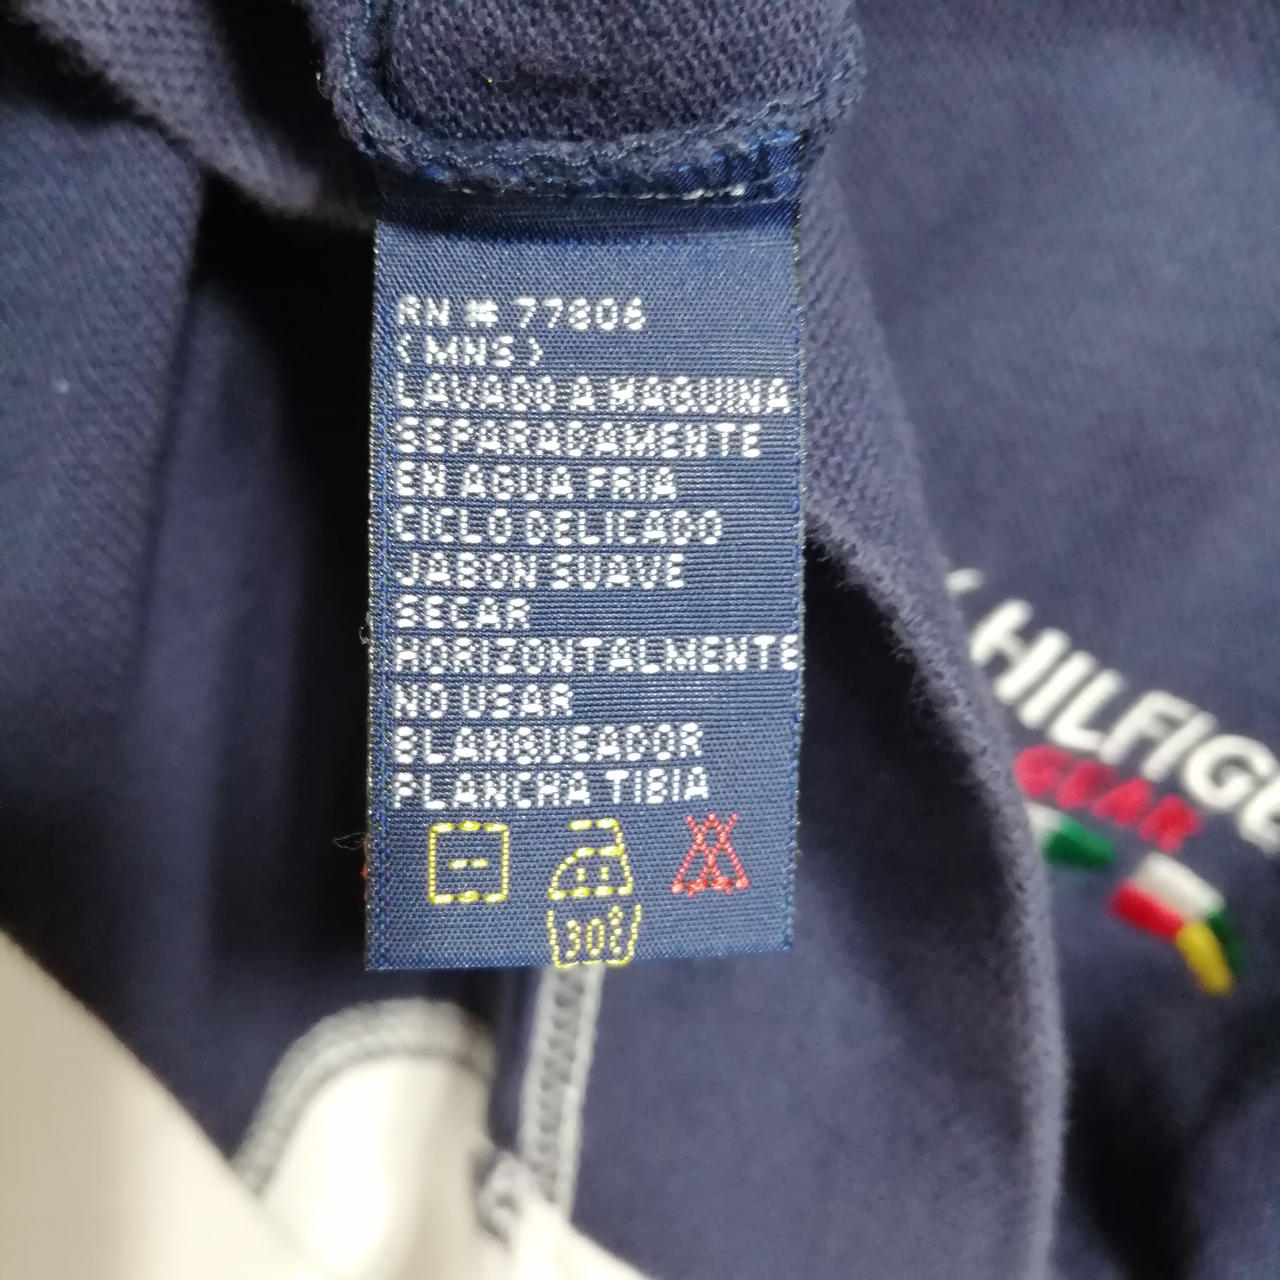 RN # 77806
(MNS)
LAVADO A MAQUINA
SEPARADAMENTE
EN AGUA FRIA
CICLO DELICADO
JABON SUAVE
SECAR
HORIZONTALMENTE
NO USAR
BLANQUEADOR
PLANCHA TIBIA
30°
HILFIGE
GEAR